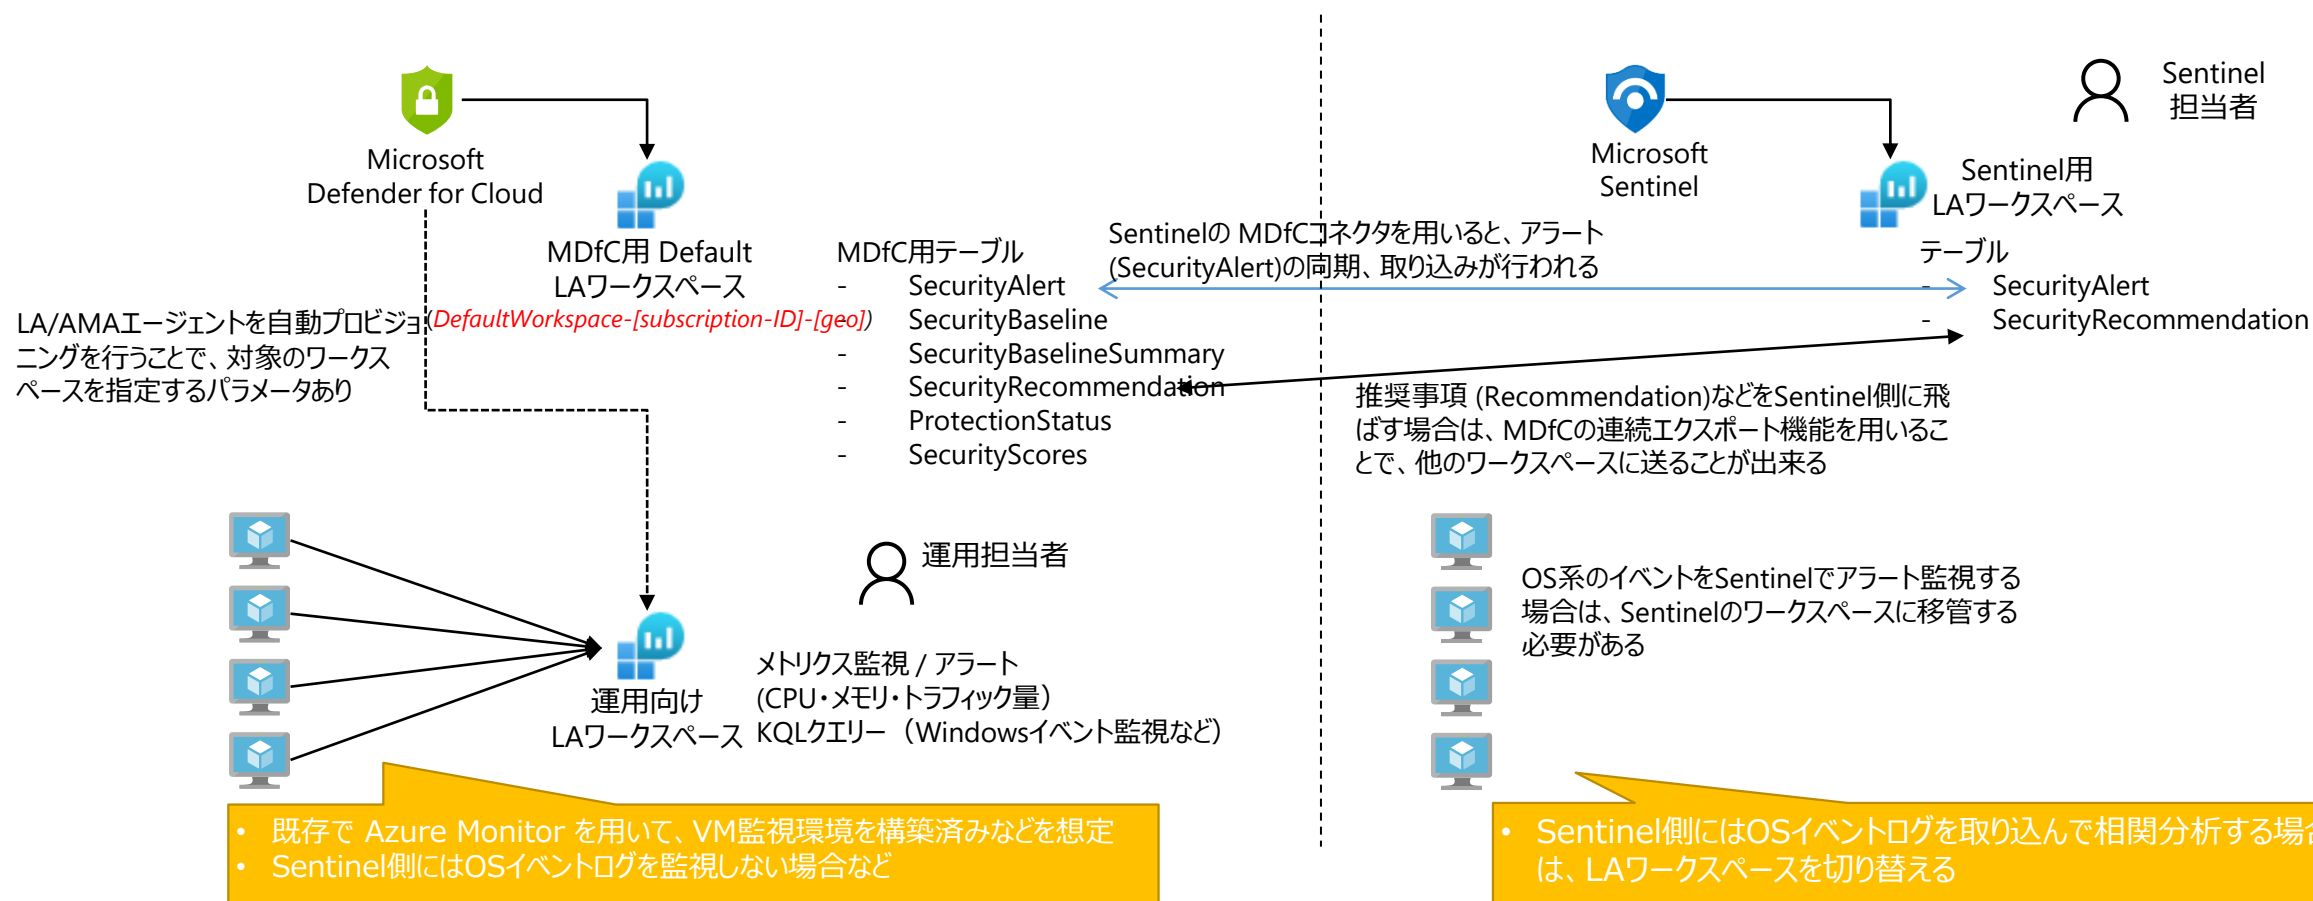 Microsoft
Defender for Cloud
MDfC用 Default
LAワークスペース
(DefaultWorkspace-[subscription-ID]-[geo])
LA/AMAエージェントを自動プロビジョ
ニングを行うことで、対象のワークス
ペースを指定するパラメータあり
MDfC用テーブル
- SecurityAlert
- SecurityBaseline
- SecurityBaselineSummary
- SecurityRecommendation
- ProtectionStatus
- SecurityScores
Sentinelの MDfCコネクタを用いると、アラート
(SecurityAlert)の同期、取り込みが行われる
Microsoft
Sentinel
Sentinel
担当者
Sentinel用
LAワークスペース
テーブル
- SecurityAlert
- SecurityRecommendation
推奨事項 (Recommendation)などをSentinel側に飛
ばす場合は、MDfCの連続エクスポート機能を用いるこ
とで、他のワークスペースに送ることが出来る
運用担当者
運用向け
LAワークスペース
メトリクス監視 / アラート
(CPU・メモリ・トラフィック量）
KQLクエリー（Windowsイベント監視など）
OS系のイベントをSentinelでアラート監視する
場合は、Sentinelのワークスペースに移管する
必要がある
• 既存で Azure Monitor を用いて、VM監視環境を構築済みなどを想定
• Sentinel側にはOSイベントログを監視しない場合など
• Sentinel側にはOSイベントログを取り込んで相関分析する場合
は、LAワークスペースを切り替える